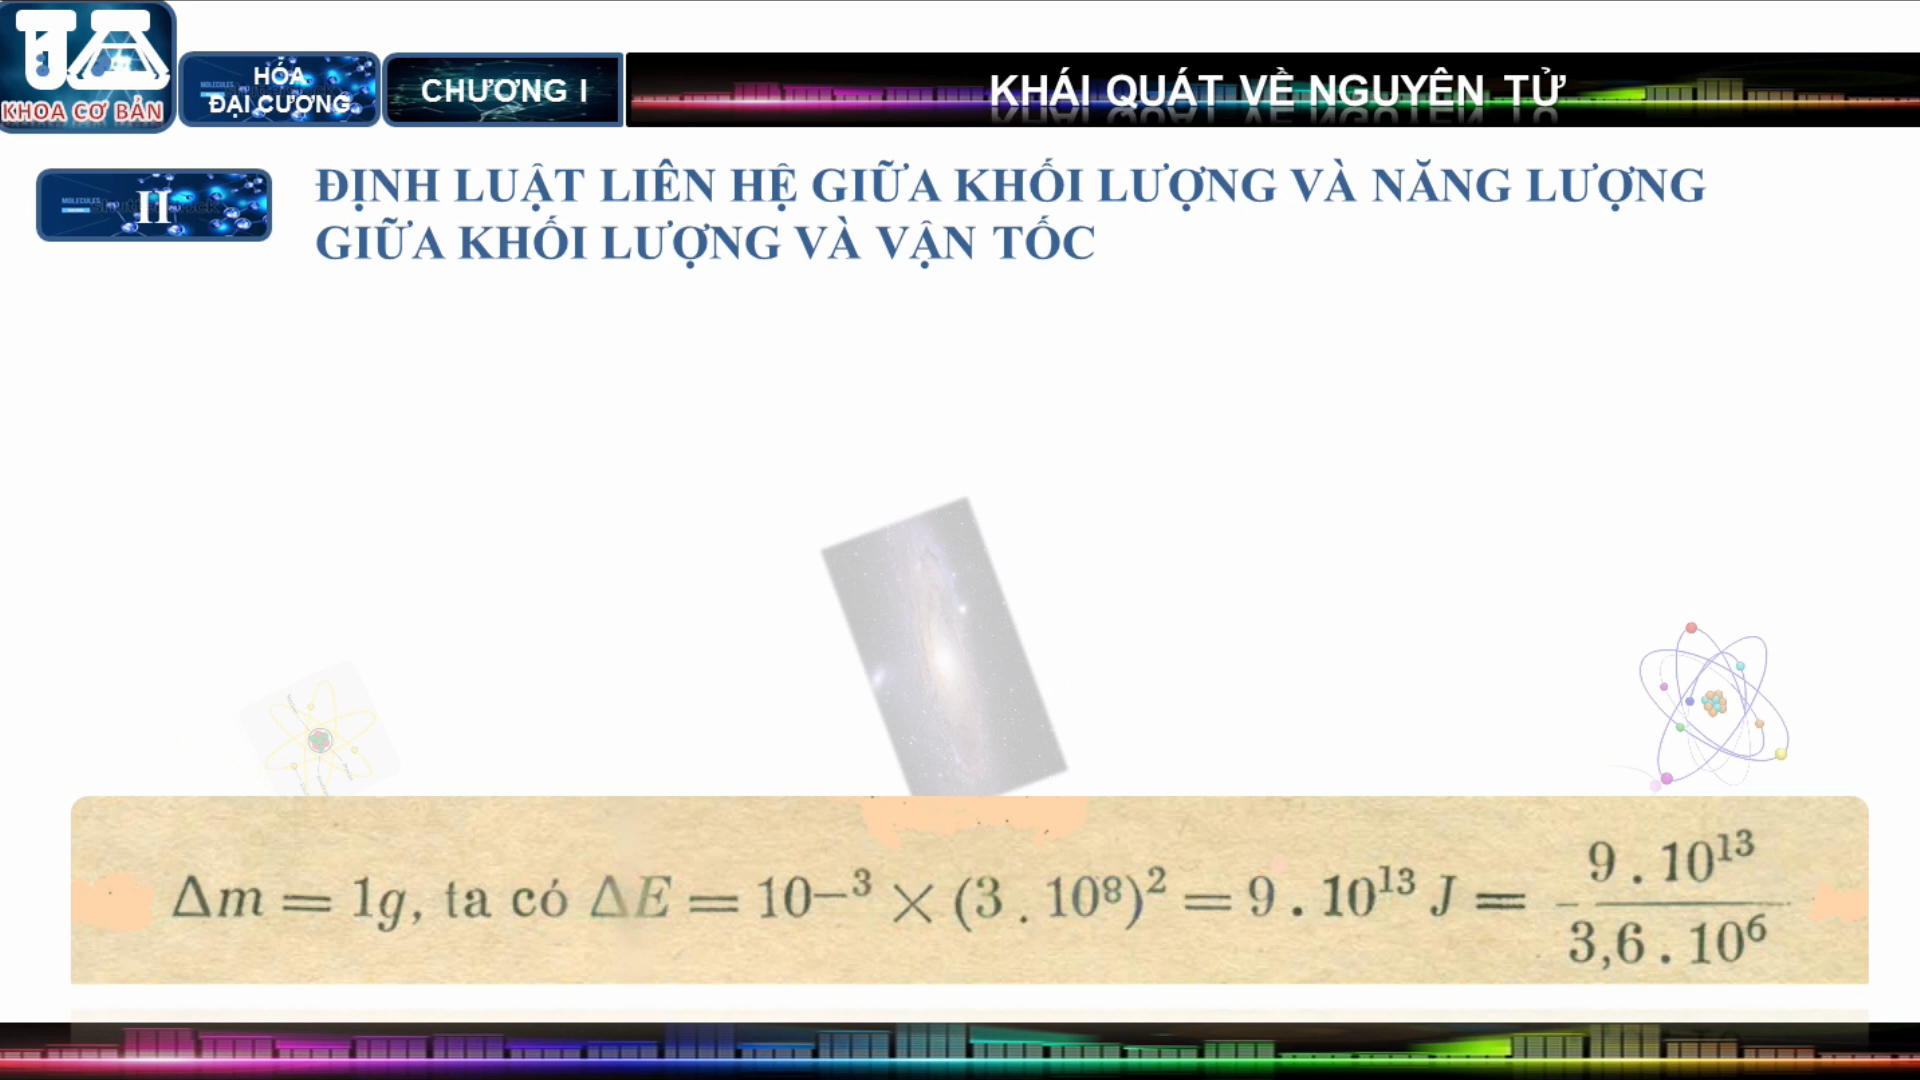 KHOA CƠ BẢN
HÓA
ĐẠI CƯƠNG
CHƯƠNG I
KHÁI QUÁT VỀ NGUYÊN TỬ
MOLECULES
II
ĐỊNH LUẬT LIÊN HỆ GIỮA KHỐI LƯỢNG VÀ NĂNG LƯỢNG
GIỮA KHỐI LƯỢNG VÀ VẬN TỐC
Δm = 1g, ta có ΔE = 10⁻³ × (3 . 10⁸)² = 9 . 10¹³ J = 9 . 10¹³ / 3,6 . 10⁶